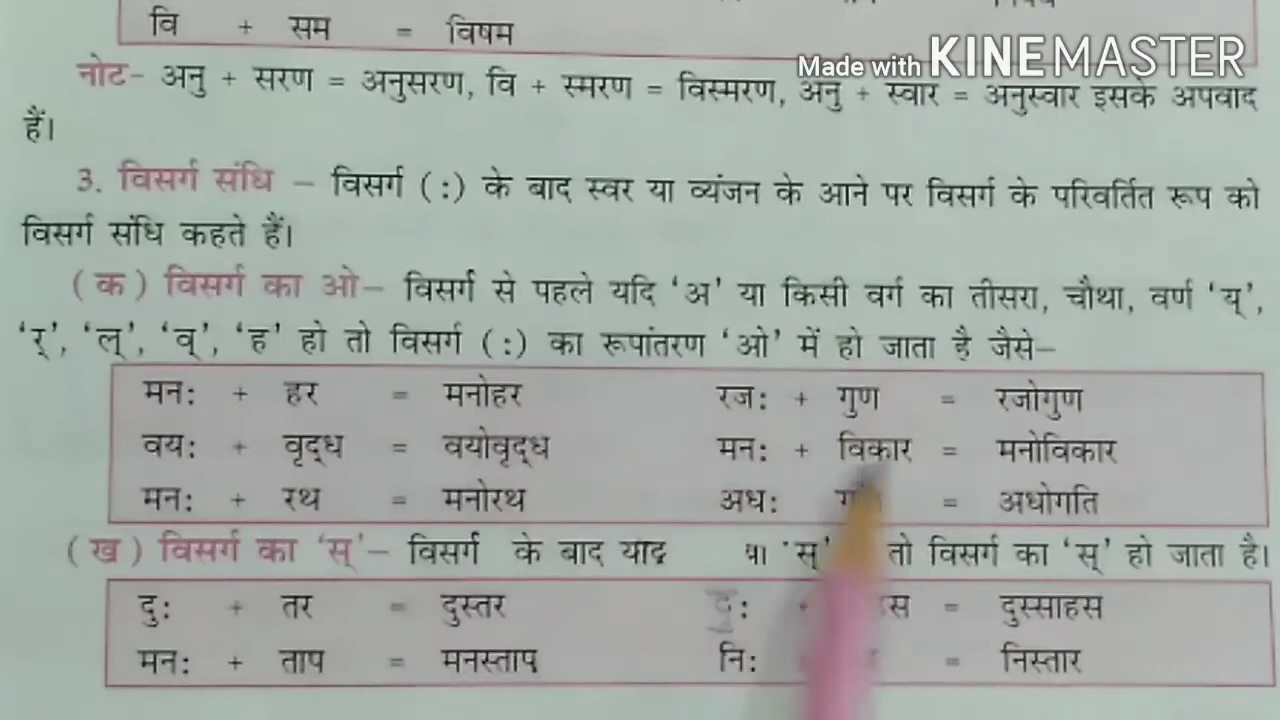 वि + सम = विषम
Made with KINEMASTER
नोट- अनु + सरण = अनुसरण, वि + स्मरण = विस्मरण, अनु + स्वार = अनुस्वार इसके अपवाद
हैं।
3. विसर्ग संधि – विसर्ग (:) के बाद स्वर या व्यंजन के आने पर विसर्ग के परिवर्तित रूप को
विसर्ग संधि कहते हैं।
(क) विसर्ग का ओ– विसर्ग से पहले यदि ‘अ’ या किसी वर्ग का तीसरा, चौथा, वर्ण ‘य्’,
‘र्’, ‘ल्’, ‘व्’, ‘ह’ हो तो विसर्ग (:) का रूपांतरण ‘ओ’ में हो जाता है जैसे–
मन: + हर = मनोहर रज: + गुण = रजोगुण
वय: + वृद्ध = वयोवृद्ध मन: + विकार = मनोविकार
मन: + रथ = मनोरथ अध: = अधोगति
(ख) विसर्ग का ‘स्’– विसर्ग के बाद ‘स्’ तो विसर्ग का ‘स्’ हो जाता है।
दु: + तर = दुस्तर दु: = दुस्साहस
मन: + ताप = मनस्ताप नि: = निस्तार